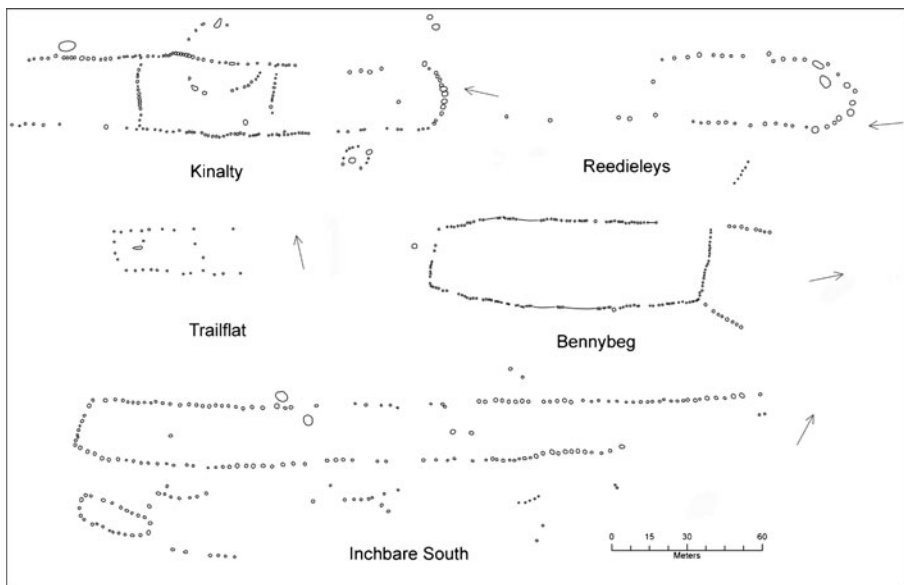 Kinalty
Reedieleys
Trailflat
Bennybeg
Inchbare South
0 15 30 60
Meters